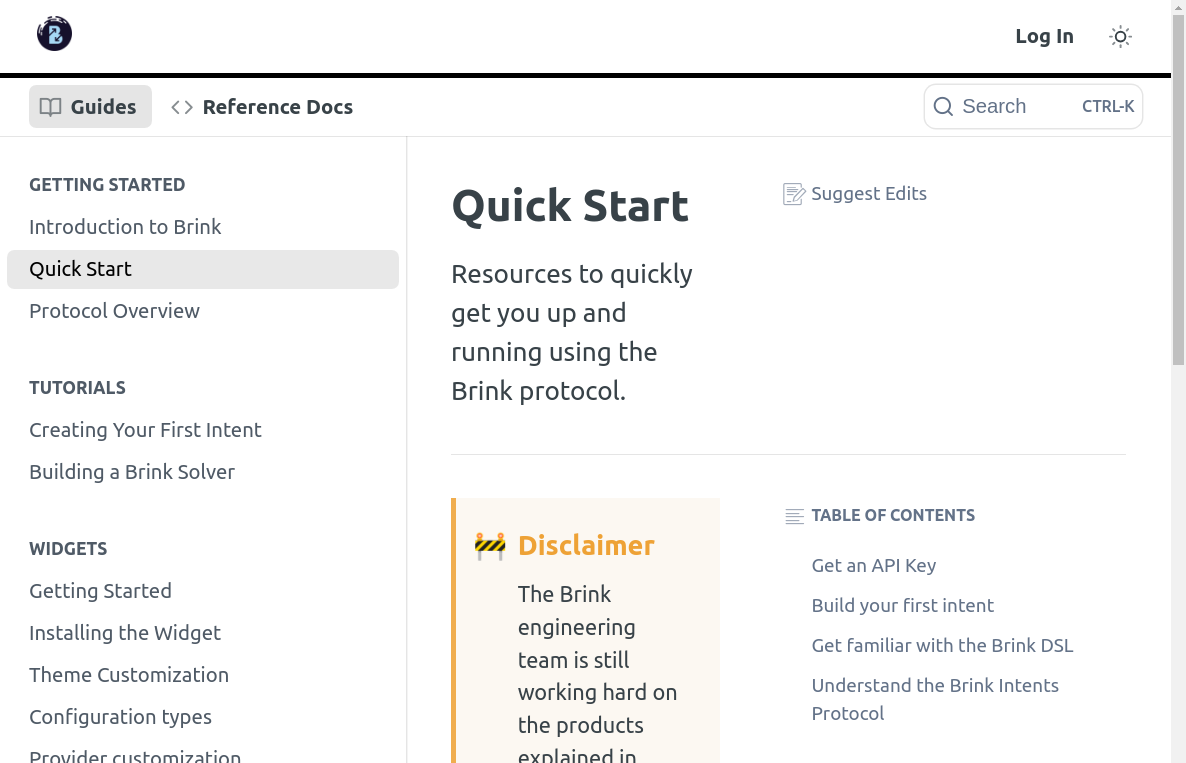 Log In
Guides
Reference Docs
Search
CTRL-K
GETTING STARTED
Introduction to Brink
Quick Start
Protocol Overview
TUTORIALS
Creating Your First Intent
Building a Brink Solver
WIDGETS
Getting Started
Installing the Widget
Theme Customization
Configuration types
Provider customization
Quick Start
Suggest Edits
Resources to quickly
get you up and
running using the
Brink protocol.
🚧 Disclaimer
The Brink
engineering
team is still
working hard on
the products
explained in
TABLE OF CONTENTS
Get an API Key
Build your first intent
Get familiar with the Brink DSL
Understand the Brink Intents
Protocol